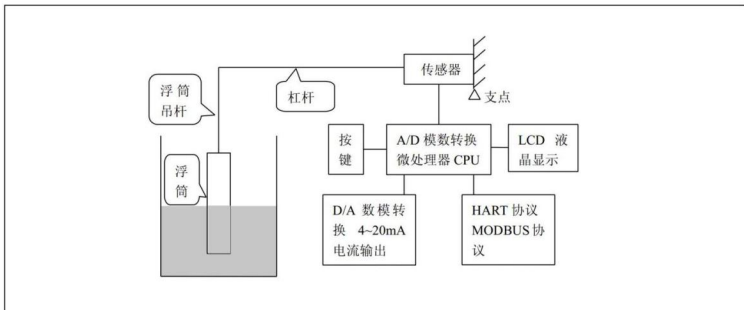 传感器
支点
浮筒
吊杆
杠杆
按
键
A/D 模数转换
微处理器 CPU
LCD 液
晶显示
浮
筒
D/A 数模转
换 4~20mA
电流输出
HART 协议
MODBUS 协
议